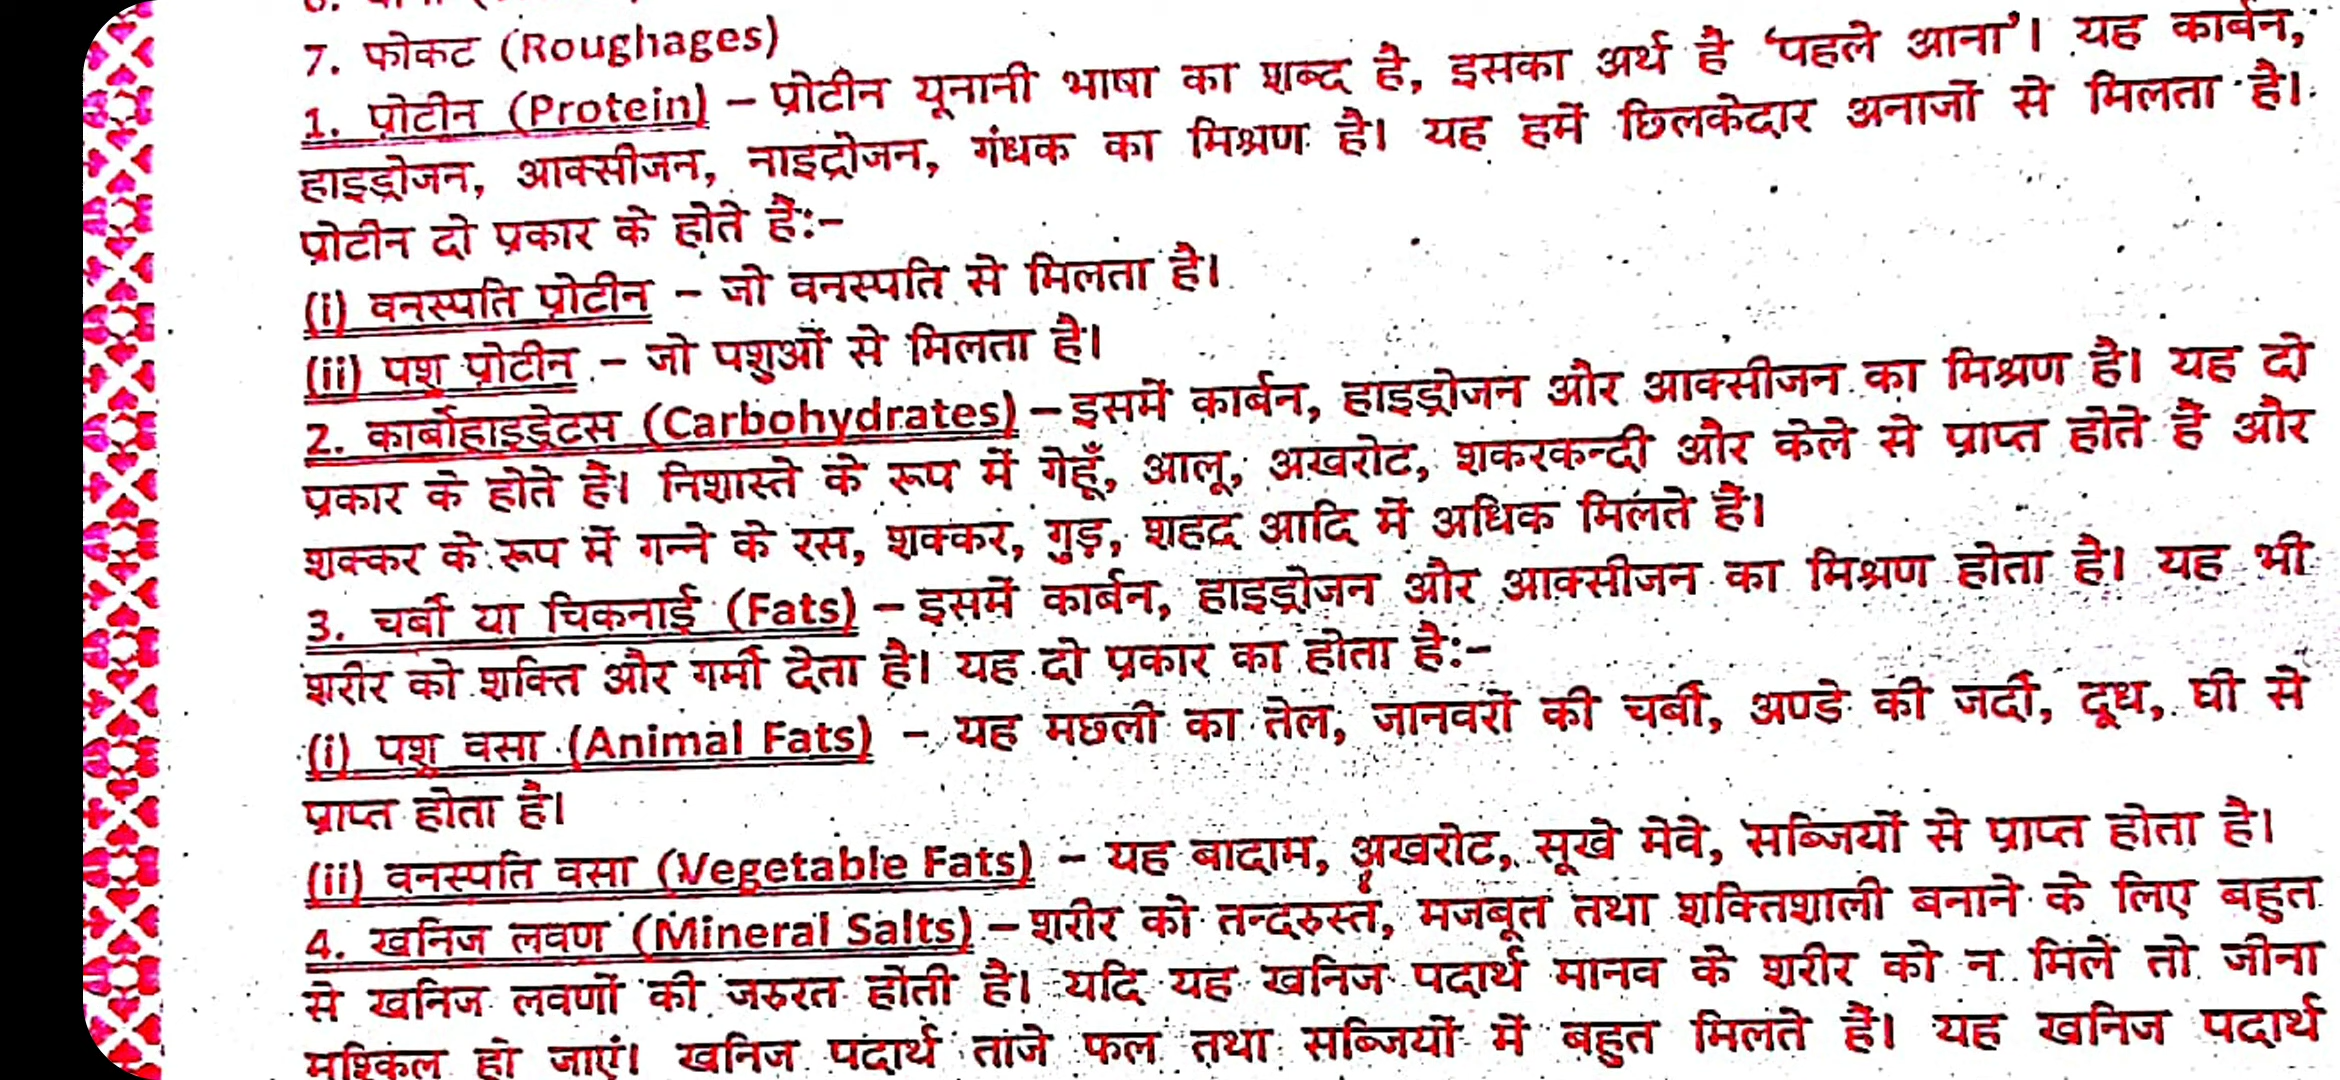 7. फोकट (Roughages)
1. प्रोटीन (Protein) – प्रोटीन यूनानी भाषा का शब्द है, इसका अर्थ है ‘पहले आना’। यह कार्बन,
हाइड्रोजन, आक्सीजन, नाइट्रोजन, गंधक का मिश्रण है। यह हमें छिलकेदार अनाजों से मिलता है।
प्रोटीन दो प्रकार के होते हैं:–
(i) वनस्पति प्रोटीन – जो वनस्पति से मिलता है।
(ii) पशु प्रोटीन – जो पशुओं से मिलता है।
2. कार्बोहाइड्रेटस (Carbohydrates) – इसमें कार्बन, हाइड्रोजन और आक्सीजन का मिश्रण है। यह दो
प्रकार के होते हैं। निशास्ते के रूप में गेहूँ, आलू, अखरोट, शकरकन्दी और केले से प्राप्त होते हैं और
शक्कर के रूप में गन्ने के रस, शक्कर, गुड़, शहद आदि में अधिक मिलते हैं।
3. चर्बी या चिकनाई (Fats) – इसमें कार्बन, हाइड्रोजन और आक्सीजन का मिश्रण होता है। यह भी
शरीर को शक्ति और गर्मी देता है। यह दो प्रकार का होता है:–
(i) पशु वसा (Animal Fats) – यह मछली का तेल, जानवरों की चर्बी, अण्डे की जर्दी, दूध, घी से
प्राप्त होता है।
(ii) वनस्पति वसा (Vegetable Fats) – यह बादाम, अखरोट, सूखे मेवे, सब्जियों से प्राप्त होता है।
4. खनिज लवण (Mineral Salts) – शरीर को तन्दरुस्त, मजबूत तथा शक्तिशाली बनाने के लिए बहुत
से खनिज लवणों की जरुरत होती है। यदि यह खनिज पदार्थ मानव के शरीर को न मिलें तो जीना
मुश्किल हो जाएं। खनिज पदार्थ ताजे फल तथा सब्जियों में बहुत मिलते हैं। यह खनिज पदार्थ